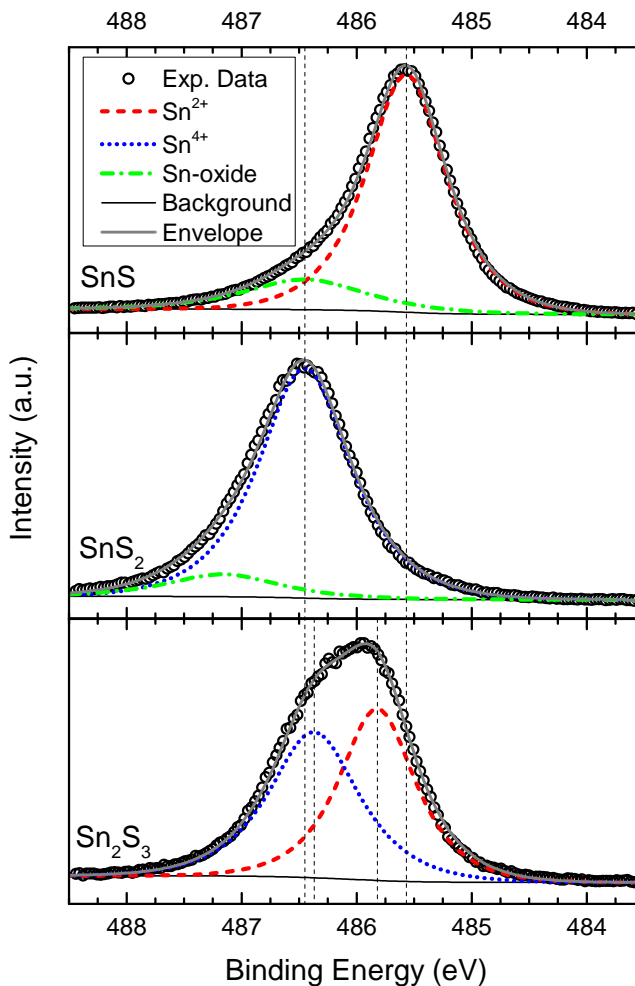 488 487 486 485 484
Exp. Data
Sn²⁺
Sn⁴⁺
Sn-oxide
Background
Envelope
SnS
SnS₂
Sn₂S₃
Intensity (a.u.)
488 487 486 485 484
Binding Energy (eV)